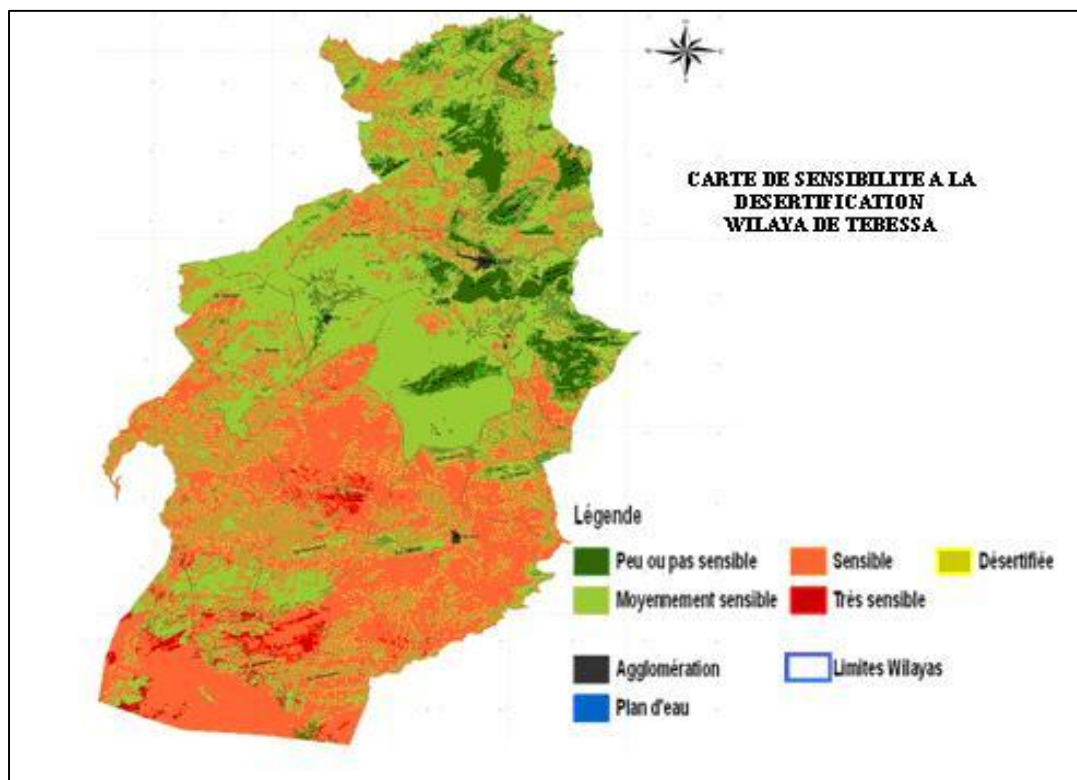 CARTE DE SENSIBILITE A LA
DESERTIFICATION
WILAYA DE TEBESSA
Légende
Peu ou pas sensible
Sensible
Désertifiée
Moyennement sensible
Très sensible
Agglomération
Limites Wilayas
Plan d'eau